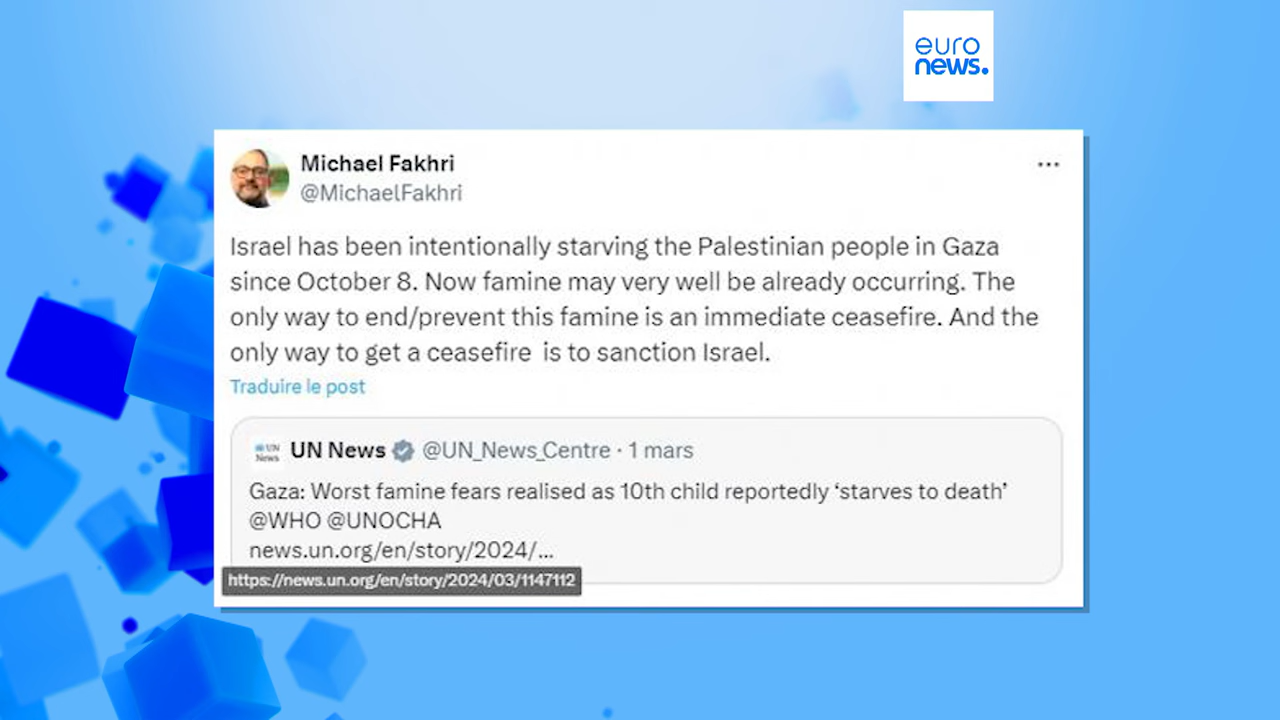 euro
news.
Michael Fakhri
@MichaelFakhri
Israel has been intentionally starving the Palestinian people in Gaza
since October 8. Now famine may very well be already occurring. The
only way to end/prevent this famine is an immediate ceasefire. And the
only way to get a ceasefire is to sanction Israel.
Traduire le post
UN News
UN News @UN_News_Centre · 1 mars
Gaza: Worst famine fears realised as 10th child reportedly ‘starves to death’
@WHO @UNOCHA
news.un.org/en/story/2024/...
https://news.un.org/en/story/2024/03/1147112